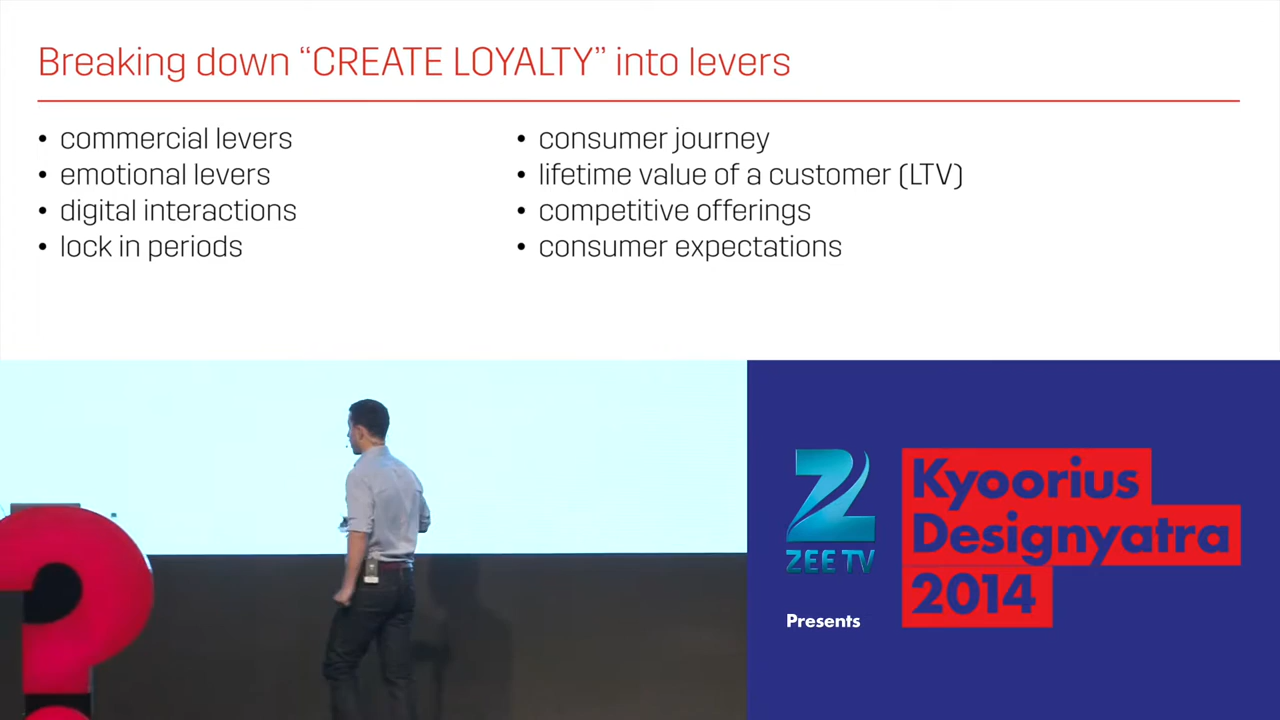 Breaking down “CREATE LOYALTY” into levers
• commercial levers
• emotional levers
• digital interactions
• lock in periods
• consumer journey
• lifetime value of a customer (LTV)
• competitive offerings
• consumer expectations
?
ZEE TV
Presents
Kyoorius
Designyatra
2014